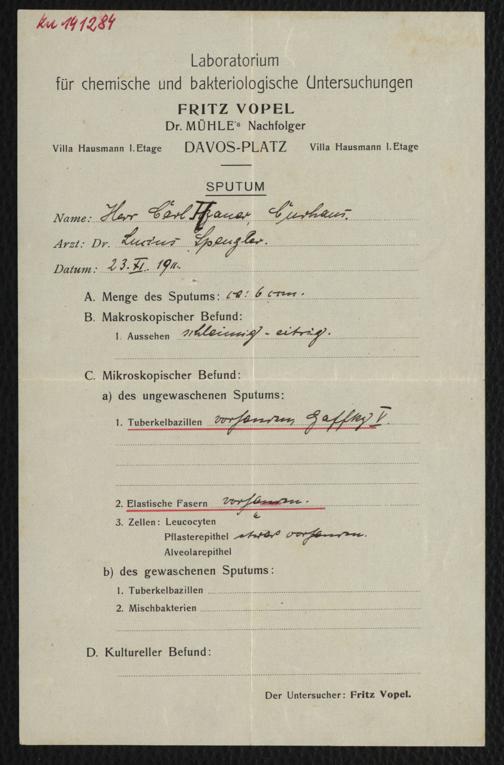 Ku 141284
Laboratorium
für chemische und bakteriologische Untersuchungen
FRITZ VOPEL
Dr. MÜHLE's Nachfolger
Villa Hausmann I. Etage DAVOS-PLATZ Villa Hausmann I. Etage
SPUTUM
Name: Herr Carl Hauer, Curhaus.
Arzt: Dr. Lucius Spengler.
Datum: 23. XI. 1911.
A. Menge des Sputums: ca: 6 ccm.
B. Makroskopischer Befund:
1. Aussehen schleimig-eitrig.
C. Mikroskopischer Befund:
a) des ungewaschenen Sputums:
1. Tuberkelbazillen vorhanden, Gaffky V.
2. Elastische Fasern vorhanden.
3. Zellen: Leucocyten
Pflasterepithel etwas vorhanden.
Alveolarepithel
b) des gewaschenen Sputums:
1. Tuberkelbazillen
2. Mischbakterien
D. Kultureller Befund:
Der Untersucher: Fritz Vopel.